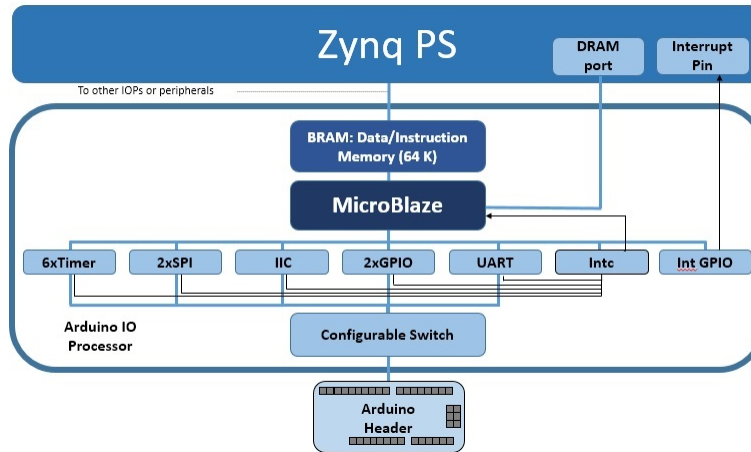 Zynq PS
DRAM
port
Interrupt
Pin
To other IOPs or peripherals
BRAM: Data/Instruction
Memory (64 K)
MicroBlaze
6xTimer
2xSPI
IIC
2xGPIO
UART
Intc
Int GPIO
Arduino IO
Processor
Configurable Switch
Arduino
Header